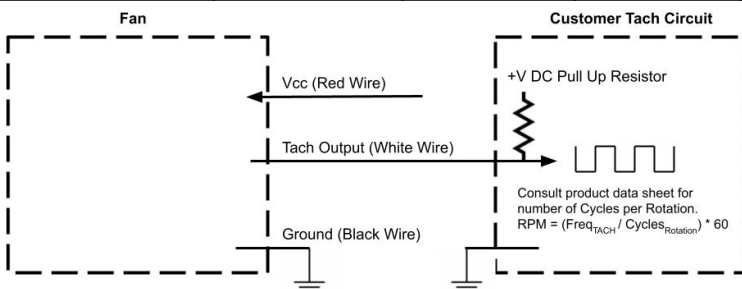 Fan
Customer Tach Circuit
Vcc (Red Wire)
+V DC Pull Up Resistor
Tach Output (White Wire)
Consult product data sheet for
number of Cycles per Rotation.
RPM = (FreqTACH / CyclesRotation) * 60
Ground (Black Wire)